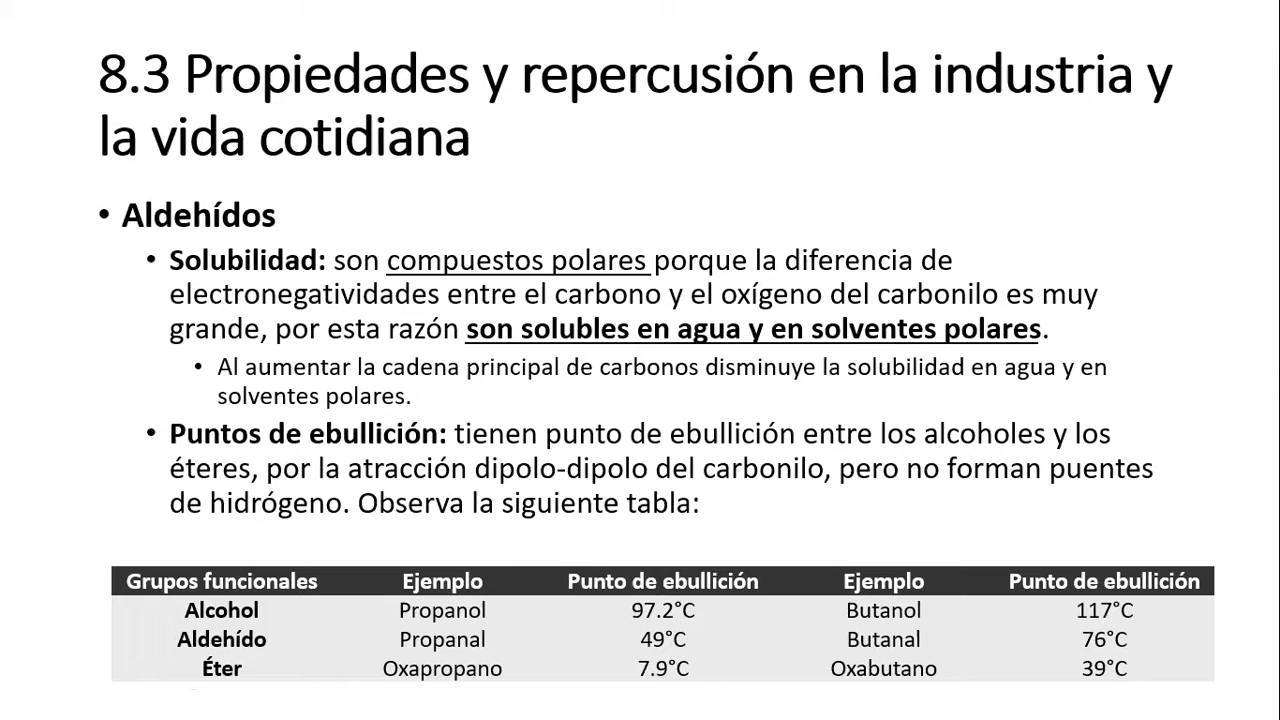 8.3 Propiedades y repercusión en la industria y
la vida cotidiana
• Aldehídos
• Solubilidad: son compuestos polares porque la diferencia de
electronegatividades entre el carbono y el oxígeno del carbonilo es muy
grande, por esta razón son solubles en agua y en solventes polares.
• Al aumentar la cadena principal de carbonos disminuye la solubilidad en agua y en
solventes polares.
• Puntos de ebullición: tienen punto de ebullición entre los alcoholes y los
éteres, por la atracción dipolo-dipolo del carbonilo, pero no forman puentes
de hidrógeno. Observa la siguiente tabla:
Grupos funcionales Ejemplo Punto de ebullición Ejemplo Punto de ebullición
Alcohol Propanol 97.2°C Butanol 117°C
Aldehído Propanal 49°C Butanal 76°C
Éter Oxapropano 7.9°C Oxabutano 39°C